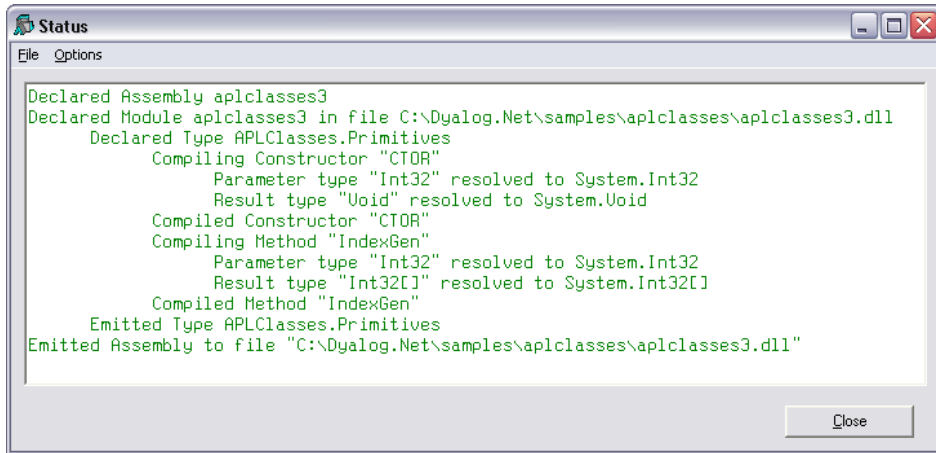 Status
File Options
Declared Assembly aplclasses3
Declared Module aplclasses3 in file C:\Dyalog.Net\samples\aplclasses\aplclasses3.dll
Declared Type APLClasses.Primitives
Compiling Constructor "CTOR"
Parameter type "Int32" resolved to System.Int32
Result type "Void" resolved to System.Void
Compiled Constructor "CTOR"
Compiling Method "IndexGen"
Parameter type "Int32" resolved to System.Int32
Result type "Int32[]" resolved to System.Int32[]
Compiled Method "IndexGen"
Emitted Type APLClasses.Primitives
Emitted Assembly to file "C:\Dyalog.Net\samples\aplclasses\aplclasses3.dll"
Close